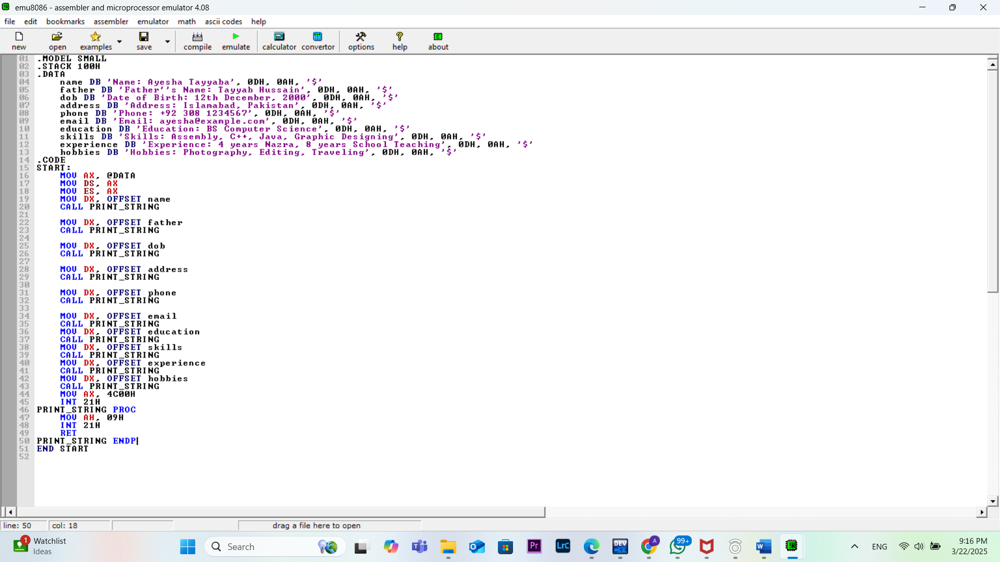 emu8086 - assembler and microprocessor emulator 4.08
file edit bookmarks assembler emulator math ascii codes help
new open examples save compile emulate calculator convertor options help about
01 .MODEL SMALL
02 .STACK 100H
03 .DATA
04 name DB 'Name: Ayesha Tayyaba', 0DH, 0AH, '$'
05 father DB 'Father''s Name: Tayyab Hussain', 0DH, 0AH, '$'
06 dob DB 'Date of Birth: 12th December, 2000', 0DH, 0AH, '$'
07 address DB 'Address: Islamabad, Pakistan', 0DH, 0AH, '$'
08 phone DB 'Phone: +92 308 1234567', 0DH, 0AH, '$'
09 email DB 'Email: ayesha@example.com', 0DH, 0AH, '$'
10 education DB 'Education: BS Computer Science', 0DH, 0AH, '$'
11 skills DB 'Skills: Assembly, C++, Java, Graphic Designing', 0DH, 0AH, '$'
12 experience DB 'Experience: 4 years Nazra, 8 years School Teaching', 0DH, 0AH, '$'
13 hobbies DB 'Hobbies: Photography, Editing, Traveling', 0DH, 0AH, '$'
14 .CODE
15 START:
16 MOV AX, @DATA
17 MOV DS, AX
18 MOV ES, AX
19 MOV DX, OFFSET name
20 CALL PRINT_STRING
21
22 MOV DX, OFFSET father
23 CALL PRINT_STRING
24
25 MOV DX, OFFSET dob
26 CALL PRINT_STRING
27
28 MOV DX, OFFSET address
29 CALL PRINT_STRING
30
31 MOV DX, OFFSET phone
32 CALL PRINT_STRING
33
34 MOV DX, OFFSET email
35 CALL PRINT_STRING
36 MOV DX, OFFSET education
37 CALL PRINT_STRING
38 MOV DX, OFFSET skills
39 CALL PRINT_STRING
40 MOV DX, OFFSET experience
41 CALL PRINT_STRING
42 MOV DX, OFFSET hobbies
43 CALL PRINT_STRING
44 MOV AX, 4C00H
45 INT 21H
46 PRINT_STRING PROC
47 MOV AH, 09H
48 INT 21H
49 RET
50 PRINT_STRING ENDP
51 END START
52
line: 50 col: 18 drag a file here to open
1 Watchlist
Ideas
Search
Pr LrC DEV C++ A 99+ W
ENG
9:16 PM
3/22/2025